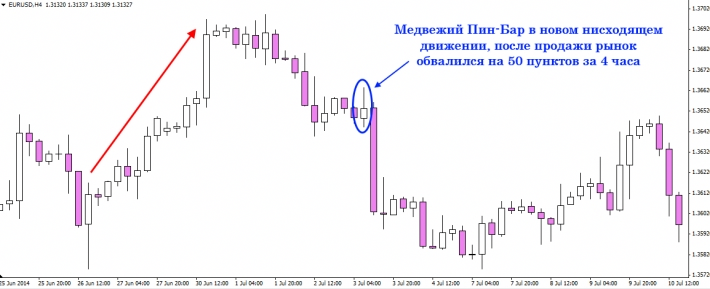 EURUSD,H4 1.31320 1.31337 1.31309 1.31327
Медвежий Пин-Бар в новом нисходящем
движении, после продажи рынок
обвалился на 50 пунктов за 4 часа
1.3702
1.3692
1.3682
1.3672
1.3662
1.3652
1.3642
1.3632
1.3622
1.3612
1.3602
1.3592
1.3582
1.3572
25 Jun 2014 25 Jun 20:00 26 Jun 12:00 27 Jun 04:00 27 Jun 20:00 30 Jun 12:00 1 Jul 04:00 1 Jul 20:00 2 Jul 12:00 3 Jul 04:00 3 Jul 20:00 4 Jul 12:00 7 Jul 04:00 7 Jul 20:00 8 Jul 12:00 9 Jul 04:00 9 Jul 20:00 10 Jul 12:00